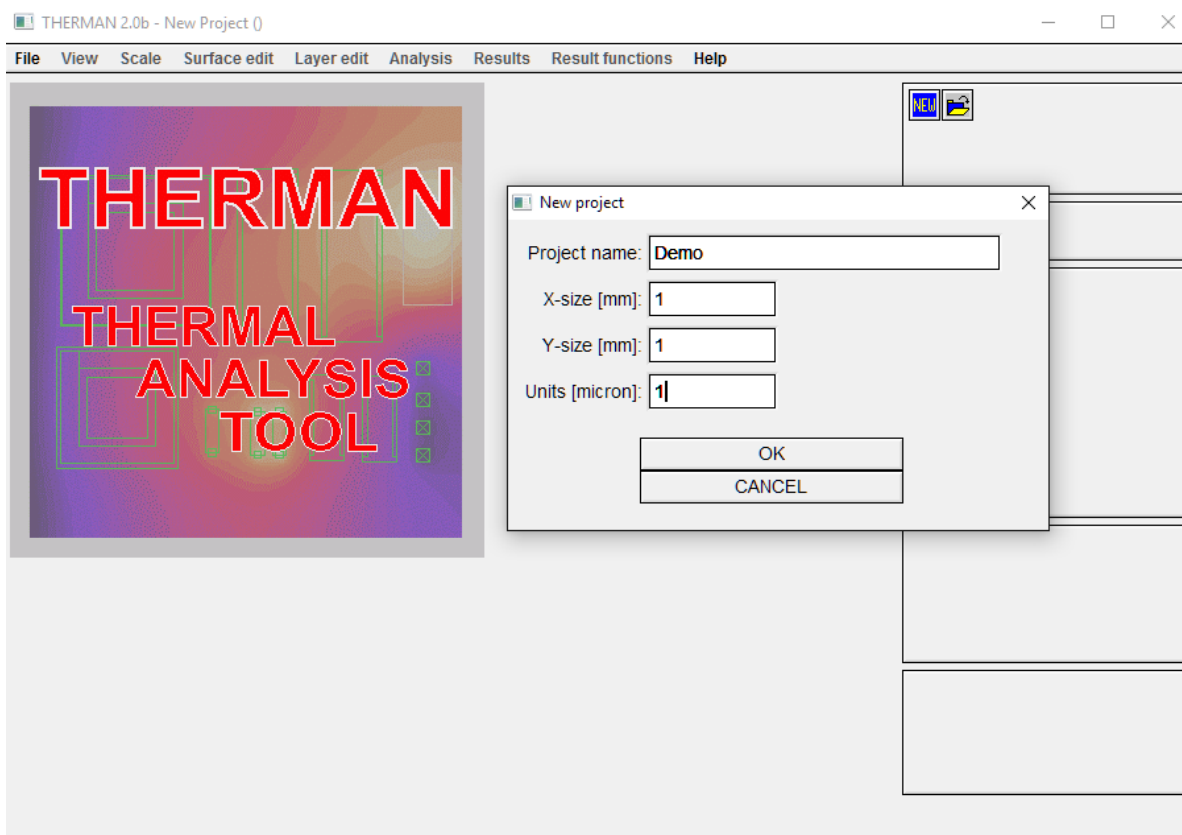 THERMAN 2.0b - New Project ()
File View Scale Surface edit Layer edit Analysis Results Result functions Help
NEW
THERMAN
THERMAL
ANALYSIS
TOOL
New project
Project name: Demo
X-size [mm]: 1
Y-size [mm]: 1
Units [micron]: 1
OK
CANCEL